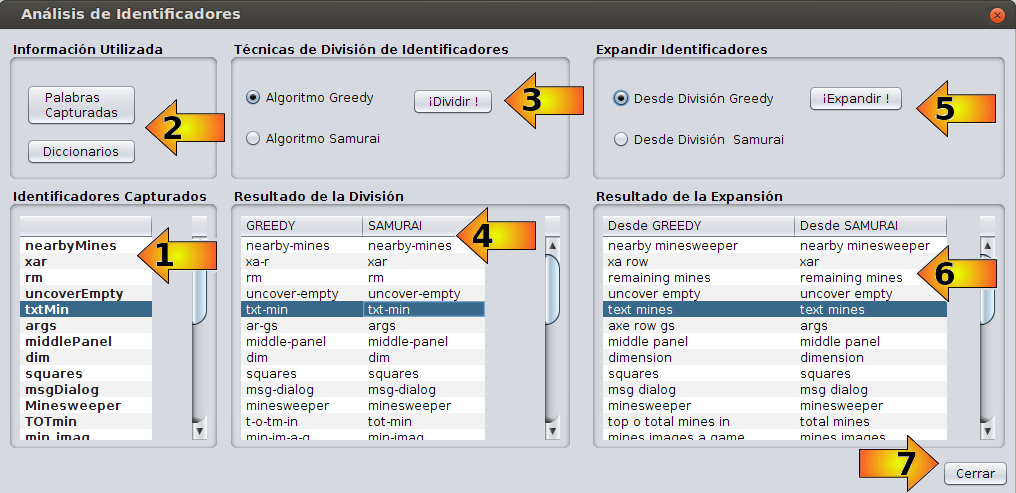 Análisis de Identificadores
Información Utilizada
Palabras
Capturadas
Diccionarios
2
Técnicas de División de Identificadores
Algoritmo Greedy
Algoritmo Samurai
¡Dividir !
3
Expandir Identificadores
Desde División Greedy
Desde División Samurai
¡Expandir !
5
Identificadores Capturados
nearbyMines
xar
rm
uncoverEmpty
txtMin
args
middlePanel
dim
squares
msgDialog
Minesweeper
TOTmin
min_imag
1
Resultado de la División
GREEDY SAMURAI
nearby-mines nearby-mines
xa-r xar
rm rm
uncover-empty uncover-empty
txt-min txt-min
ar-gs args
middle-panel middle-panel
dim dim
squares squares
msg-dialog msg-dialog
minesweeper minesweeper
t-o-tm-in tot-min
min-im-a-g min-imag
4
Resultado de la Expansión
Desde GREEDY Desde SAMURAI
nearby minesweeper nearby minesweeper
xa row xar
remaining mines remaining mines
uncover empty uncover empty
text mines text mines
axe row gs args
middle panel middle panel
dimension dimension
squares squares
msg dialog msg dialog
minesweeper minesweeper
top o total mines in total mines
mines images a game mines images
6
7
Cerrar